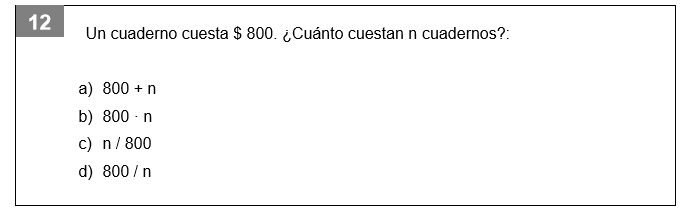 12
Un cuaderno cuesta $ 800. ¿Cuánto cuestan n cuadernos?:
a) 800 + n
b) 800 · n
c) n / 800
d) 800 / n